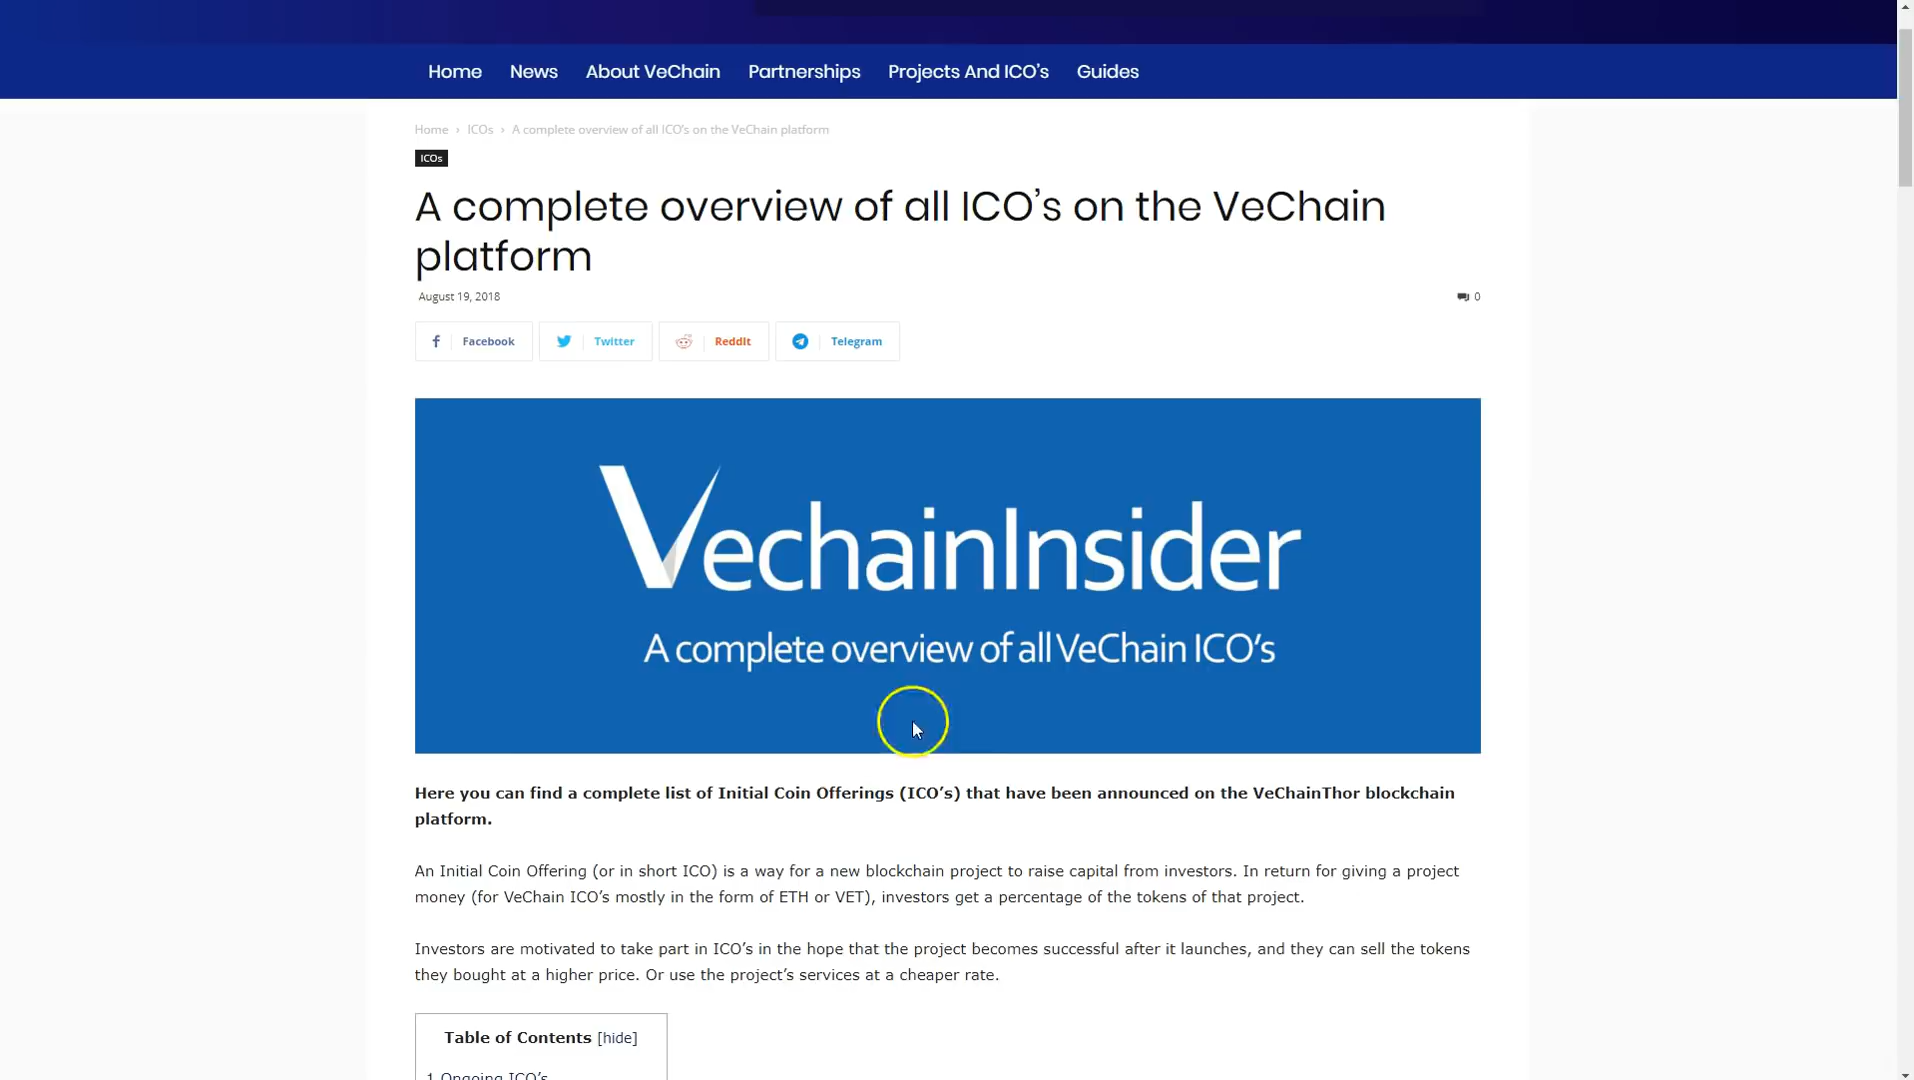 Home News About VeChain Partnerships Projects And ICO's Guides
Home › ICOs › A complete overview of all ICO's on the VeChain platform
ICOs
A complete overview of all ICO’s on the VeChain
platform
August 19, 2018 0
Facebook Twitter ReddIt Telegram
VechainInsider
A complete overview of all VeChain ICO's
Here you can find a complete list of Initial Coin Offerings (ICO’s) that have been announced on the VeChainThor blockchain
platform.
An Initial Coin Offering (or in short ICO) is a way for a new blockchain project to raise capital from investors. In return for giving a project
money (for VeChain ICO’s mostly in the form of ETH or VET), investors get a percentage of the tokens of that project.
Investors are motivated to take part in ICO’s in the hope that the project becomes successful after it launches, and they can sell the tokens
they bought at a higher price. Or use the project’s services at a cheaper rate.
Table of Contents [hide]
1 Ongoing ICO’s